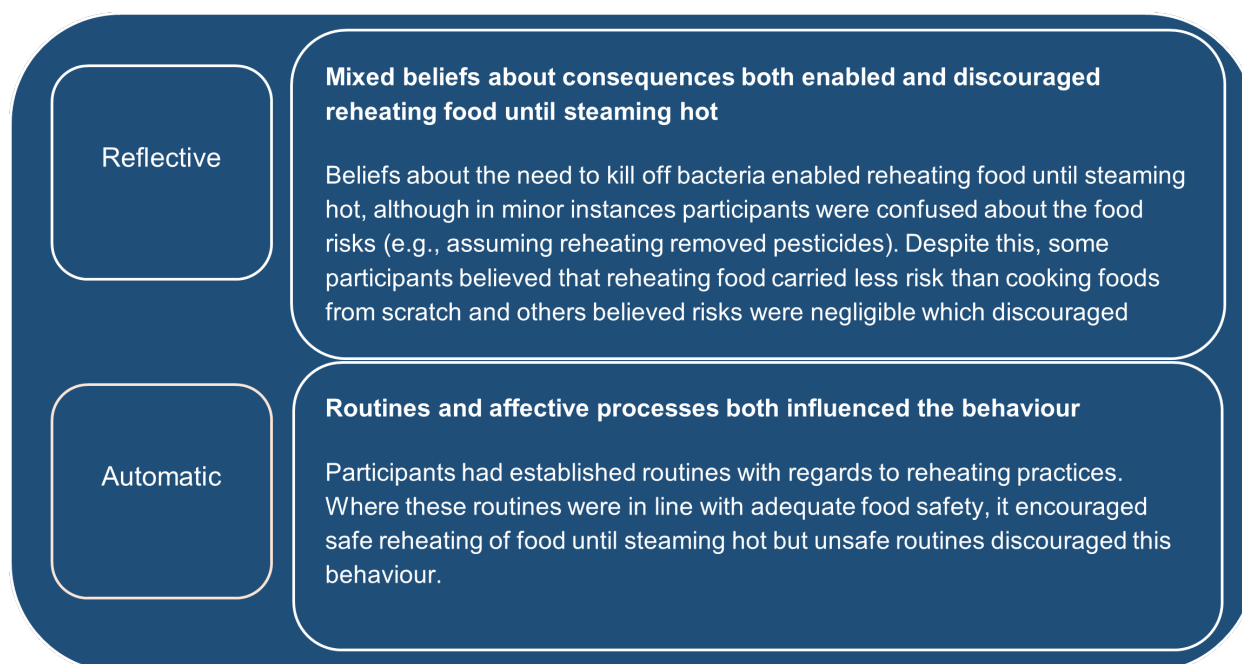 Reflective
Mixed beliefs about consequences both enabled and discouraged
reheating food until steaming hot
Beliefs about the need to kill off bacteria enabled reheating food until steaming
hot, although in minor instances participants were confused about the food
risks (e.g., assuming reheating removed pesticides). Despite this, some
participants believed that reheating food carried less risk than cooking foods
from scratch and others believed risks were negligible which discouraged
Automatic
Routines and affective processes both influenced the behaviour
Participants had established routines with regards to reheating practices.
Where these routines were in line with adequate food safety, it encouraged
safe reheating of food until steaming hot but unsafe routines discouraged this
behaviour.